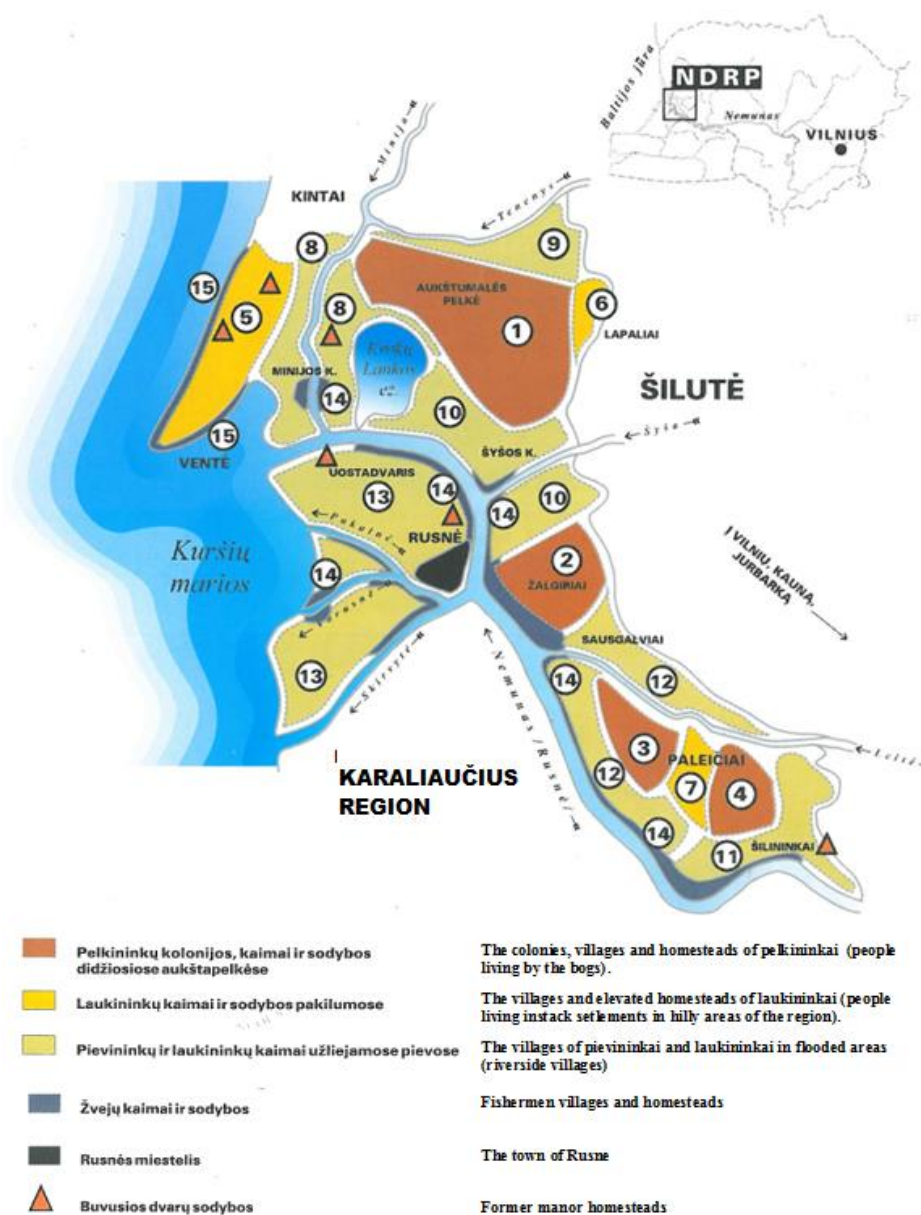 Baltijos jūra
NDRP
Nemunas
VILNIUS
Minija
KINTAI
Tenenys
8
9
15
5
8
AUKŠTUMALĖS
PELKĖ
1
6
LAPALIAI
Krokų
Lankos
ež.
ŠILUTĖ
MINIJOS K.
14
10
15
VENTĖ
Šyša
ŠYŠOS K.
UOSTADVARIS
13
14
14
10
Pakalnė
RUSNĖ
2
ŽALGIRIAI
Kuršių
marios
14
Į VILNIŲ, KAUNĄ,
JURBARKĄ
Vorusnė
SAUSGALVIAI
13
Skirvytė
Nemunas /Rusnė/
14
12
3
PALEIČIAI
Leitė
KARALIAUČIUS
REGION
12
7
4
14
11
ŠILININKAI
Pelkininkų kolonijos, kaimai ir sodybos
didžiosiose aukštapelkėse
The colonies, villages and homesteads of pelkininkai (people
living by the bogs).
Laukininkų kaimai ir sodybos pakilumose
The villages and elevated homesteads of laukininkai (people
living instack setlements in hilly areas of the region).
Pievininkų ir laukininkų kaimai užliejamose pievose
The villages of pievininkai and laukininkai in flooded areas
(riverside villages)
Žvejų kaimai ir sodybos
Fishermen villages and homesteads
Rusnės miestelis
The town of Rusne
Buvusios dvarų sodybos
Former manor homesteads